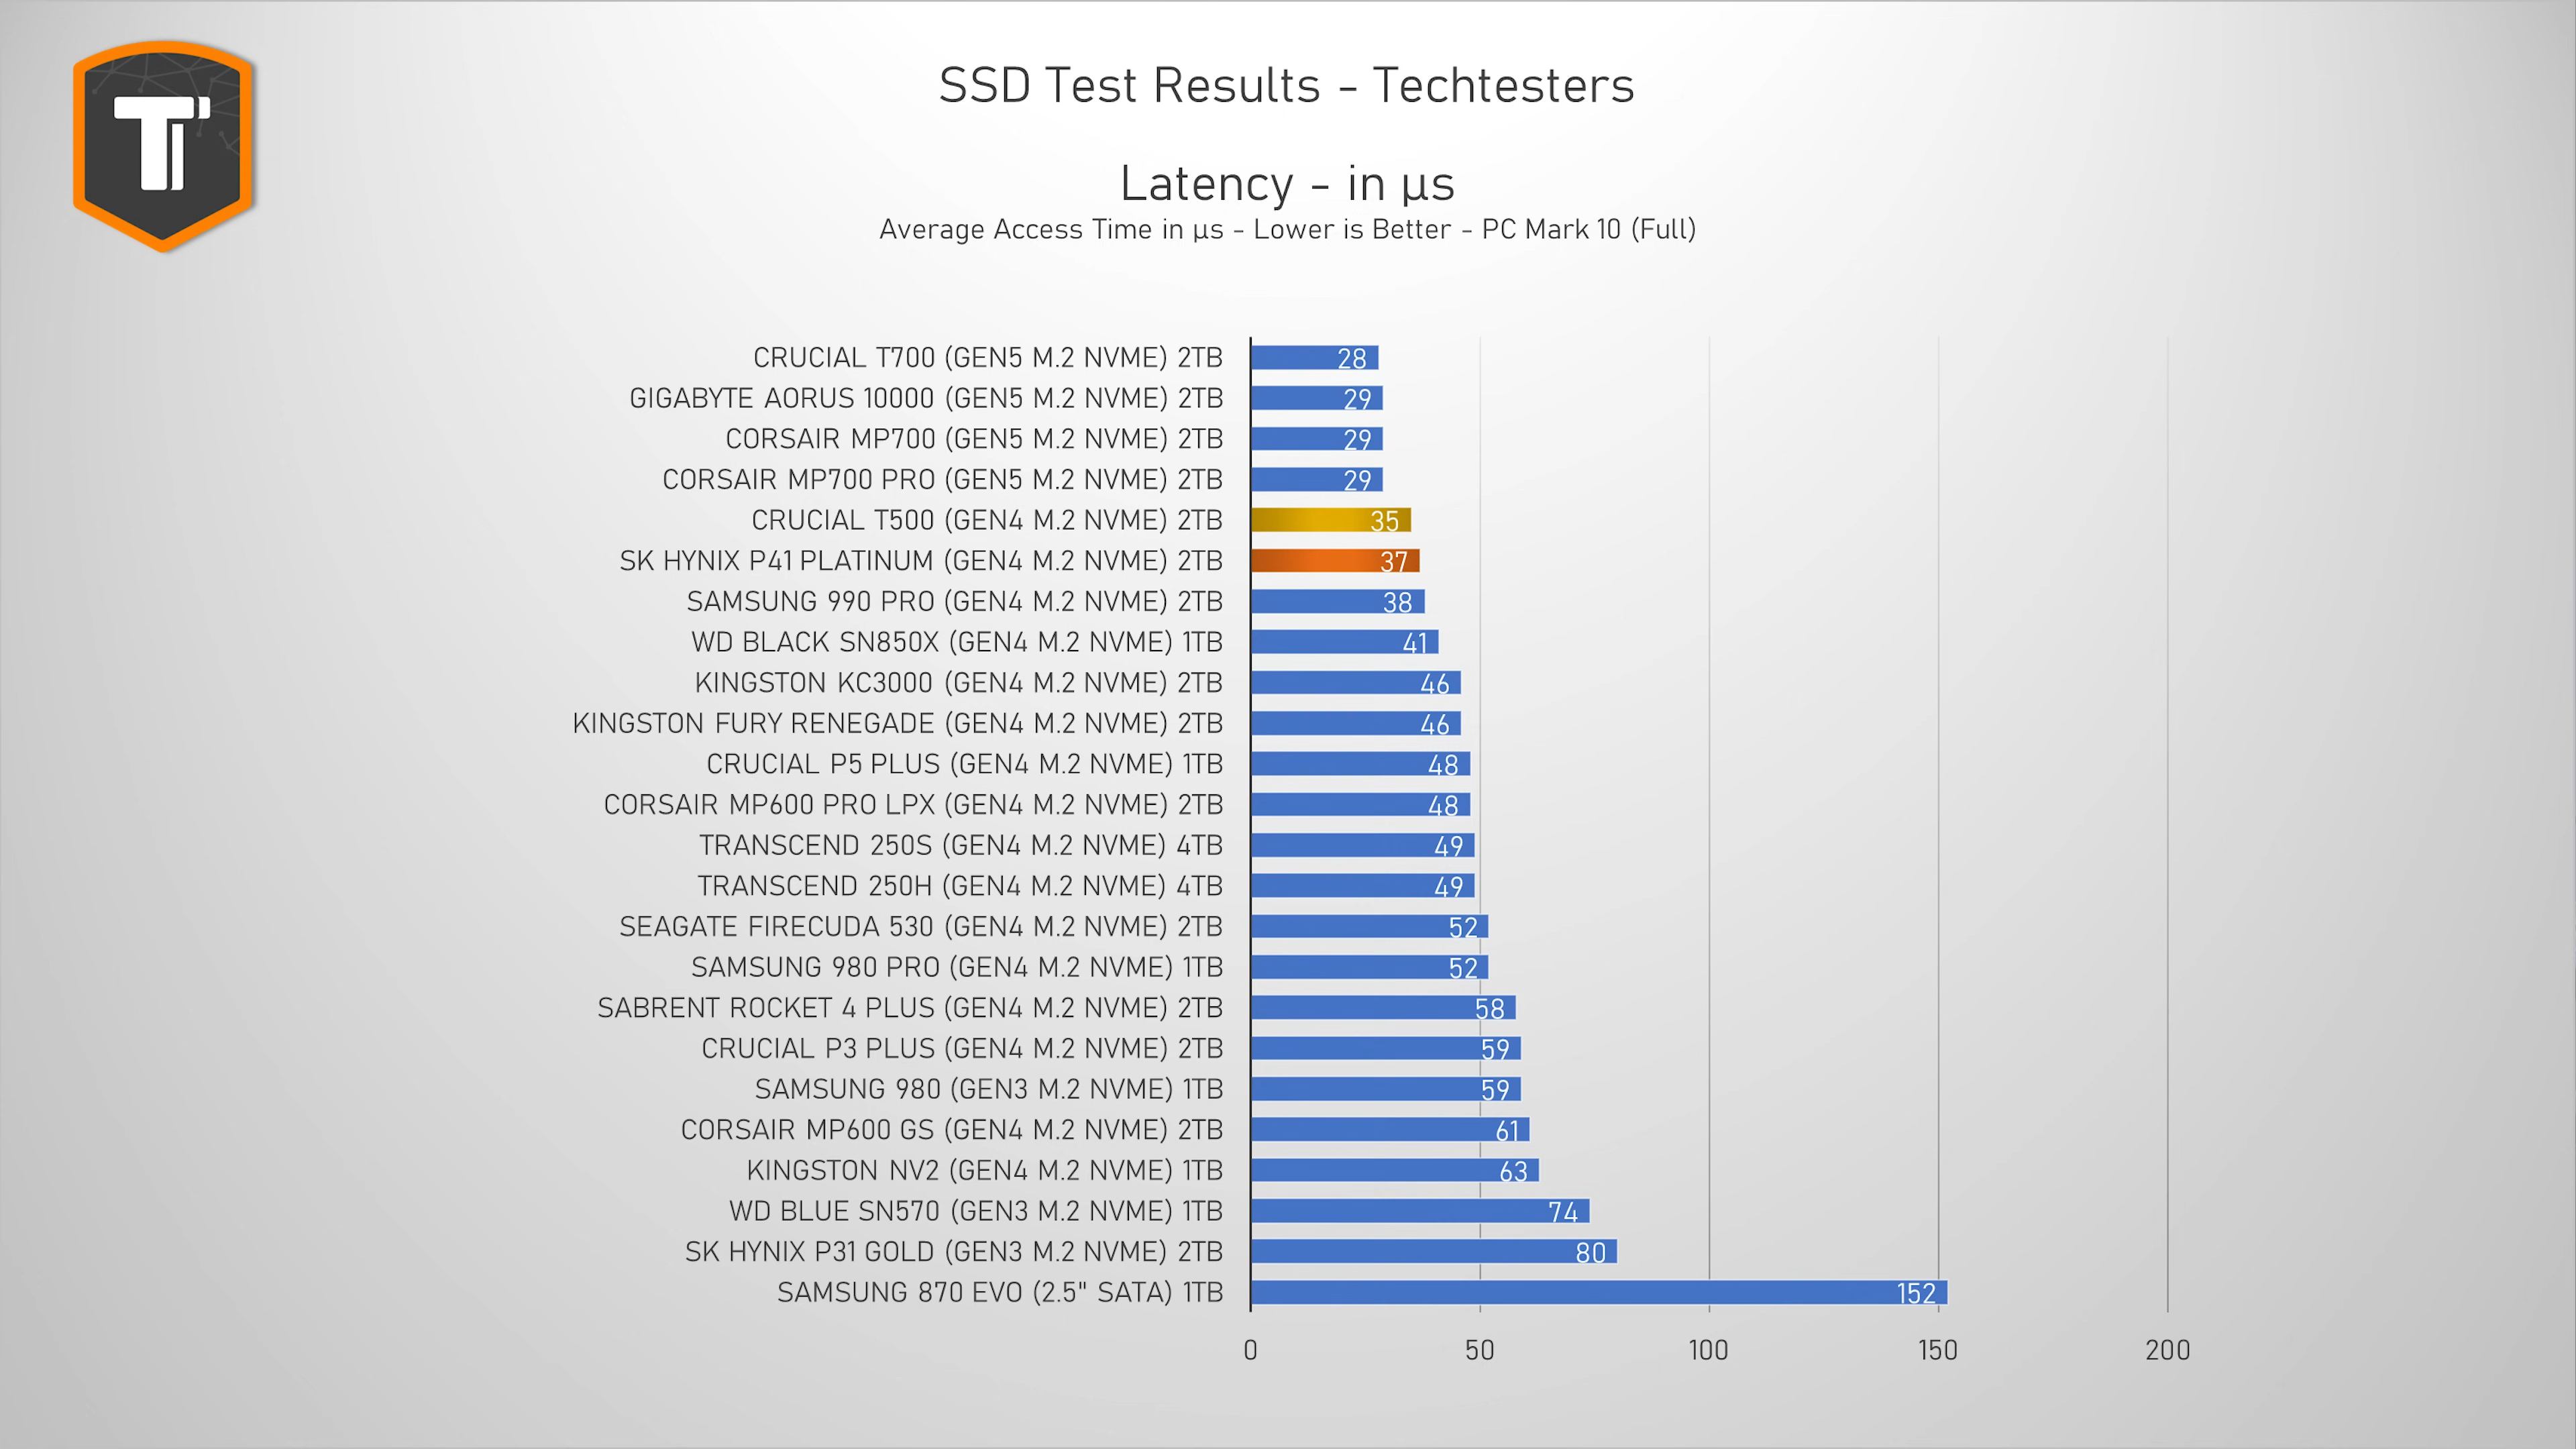 SSD Test Results - Techtesters
Latency - in µs
Average Access Time in µs - Lower is Better - PC Mark 10 (Full)
CRUCIAL T700 (GEN5 M.2 NVME) 2TB 28
GIGABYTE AORUS 10000 (GEN5 M.2 NVME) 2TB 29
CORSAIR MP700 (GEN5 M.2 NVME) 2TB 29
CORSAIR MP700 PRO (GEN5 M.2 NVME) 2TB 29
CRUCIAL T500 (GEN4 M.2 NVME) 2TB 35
SK HYNIX P41 PLATINUM (GEN4 M.2 NVME) 2TB 37
SAMSUNG 990 PRO (GEN4 M.2 NVME) 2TB 38
WD BLACK SN850X (GEN4 M.2 NVME) 1TB 41
KINGSTON KC3000 (GEN4 M.2 NVME) 2TB 46
KINGSTON FURY RENEGADE (GEN4 M.2 NVME) 2TB 46
CRUCIAL P5 PLUS (GEN4 M.2 NVME) 1TB 48
CORSAIR MP600 PRO LPX (GEN4 M.2 NVME) 2TB 48
TRANSCEND 250S (GEN4 M.2 NVME) 4TB 49
TRANSCEND 250H (GEN4 M.2 NVME) 4TB 49
SEAGATE FIRECUDA 530 (GEN4 M.2 NVME) 2TB 52
SAMSUNG 980 PRO (GEN4 M.2 NVME) 1TB 52
SABRENT ROCKET 4 PLUS (GEN4 M.2 NVME) 2TB 58
CRUCIAL P3 PLUS (GEN4 M.2 NVME) 2TB 59
SAMSUNG 980 (GEN3 M.2 NVME) 1TB 59
CORSAIR MP600 GS (GEN4 M.2 NVME) 2TB 61
KINGSTON NV2 (GEN4 M.2 NVME) 1TB 63
WD BLUE SN570 (GEN3 M.2 NVME) 1TB 74
SK HYNIX P31 GOLD (GEN3 M.2 NVME) 2TB 80
SAMSUNG 870 EVO (2.5" SATA) 1TB 152
0 50 100 150 200